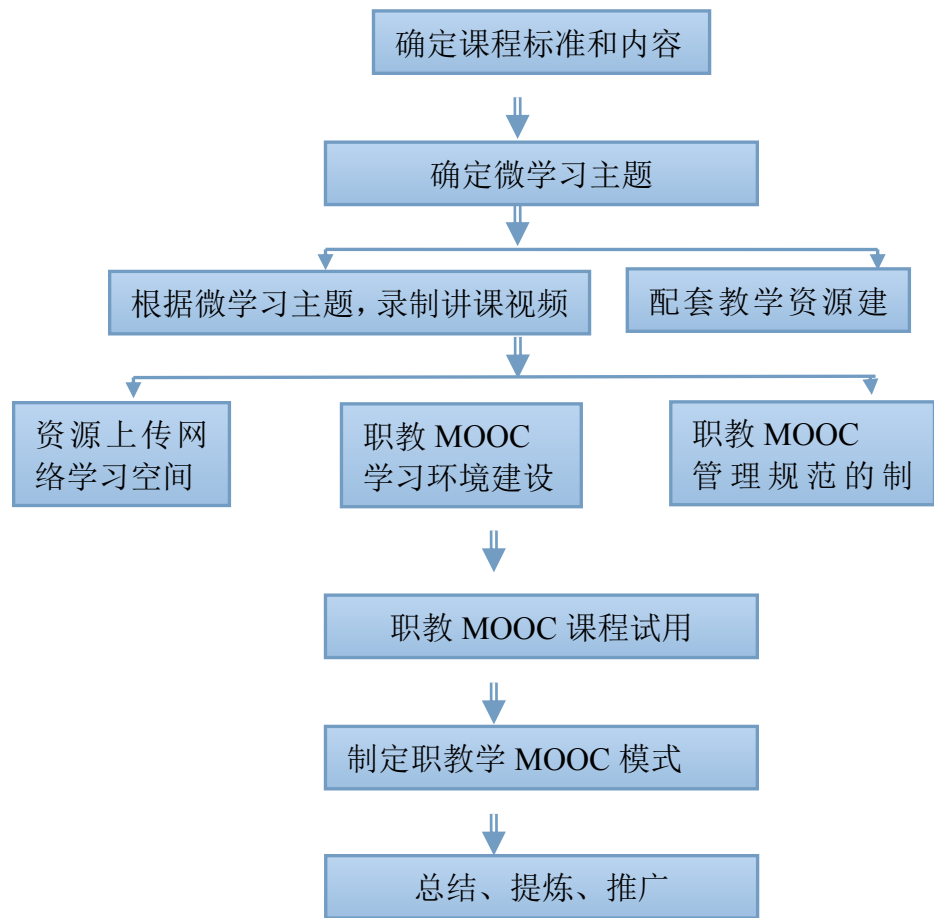 确定课程标准和内容
确定微学习主题
根据微学习主题，录制讲课视频
配套教学资源建
资源上传网
络学习空间
职教 MOOC
学习环境建设
职教 MOOC
管理规范的制
职教 MOOC 课程试用
制定职教学 MOOC 模式
总结、提炼、推广